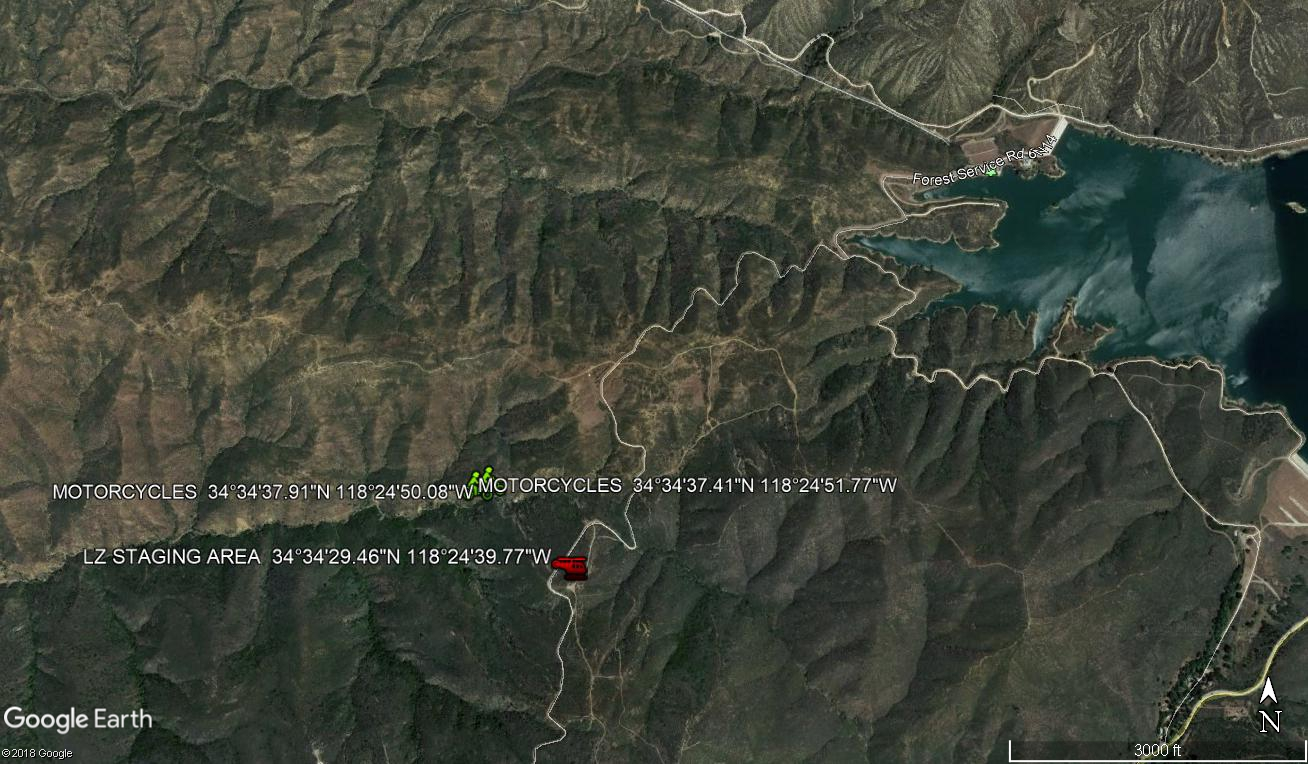 Forest Service Rd 6N14
MOTORCYCLES 34°34'37.91"N 118°24'50.08"W
MOTORCYCLES 34°34'37.41"N 118°24'51.77"W
LZ STAGING AREA 34°34'29.46"N 118°24'39.77"W
N
Google Earth
©2018 Google
3000 ft